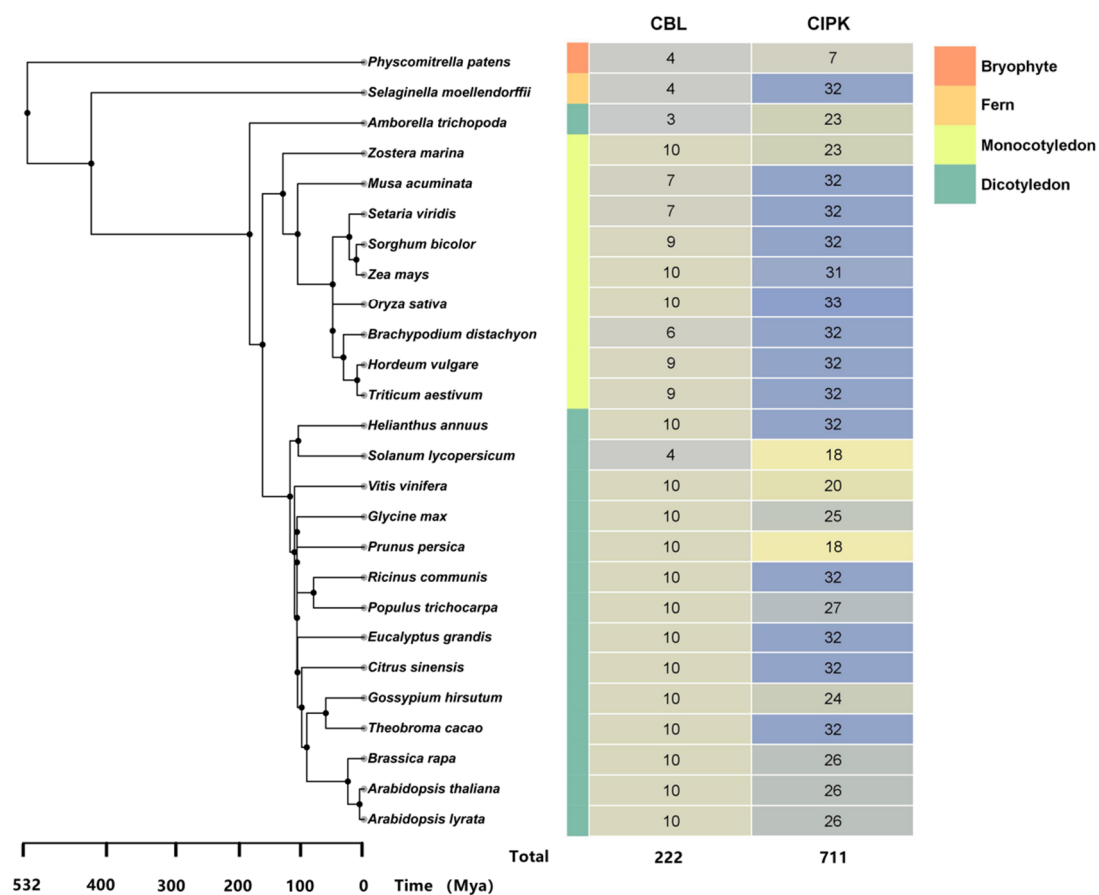 CBL CIPK
Physcomitrella patens 4 7
Selaginella moellendorffii 4 32
Amborella trichopoda 3 23
Zostera marina 10 23
Musa acuminata 7 32
Setaria viridis 7 32
Sorghum bicolor 9 32
Zea mays 10 31
Oryza sativa 10 33
Brachypodium distachyon 6 32
Hordeum vulgare 9 32
Triticum aestivum 9 32
Helianthus annuus 10 32
Solanum lycopersicum 4 18
Vitis vinifera 10 20
Glycine max 10 25
Prunus persica 10 18
Ricinus communis 10 32
Populus trichocarpa 10 27
Eucalyptus grandis 10 32
Citrus sinensis 10 32
Gossypium hirsutum 10 24
Theobroma cacao 10 32
Brassica rapa 10 26
Arabidopsis thaliana 10 26
Arabidopsis lyrata 10 26
Total 222 711
532 400 300 200 100 0 Time (Mya)
Bryophyte
Fern
Monocotyledon
Dicotyledon